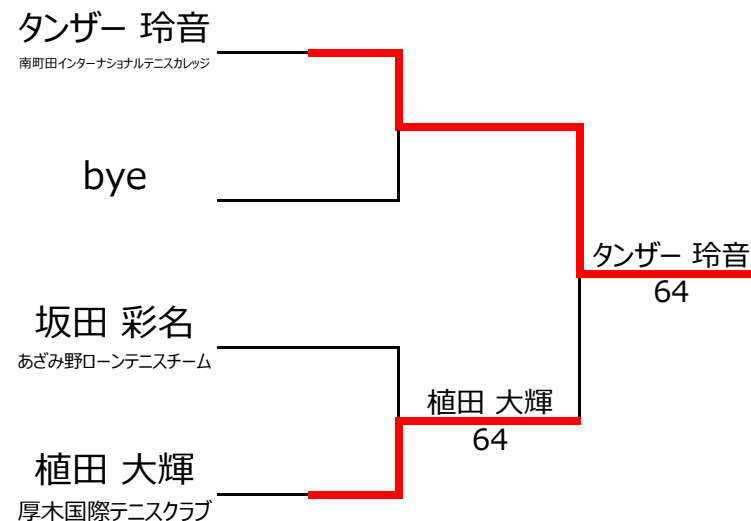 タンザー 玲音
南町田インターナショナルテニスカレッジ
bye
タンザー 玲音
64
坂田 彩名
あざみ野ローンテニスチーム
植田 大輝
64
植田 大輝
厚木国際テニスクラブ